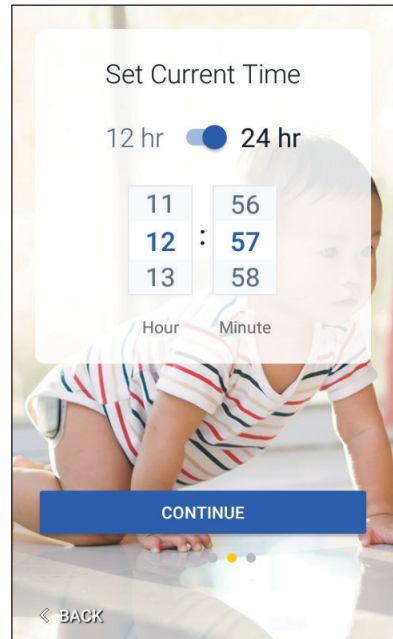 Set Current Time
12 hr 24 hr
11 56
12 : 57
13 58
Hour Minute
CONTINUE
< BACK